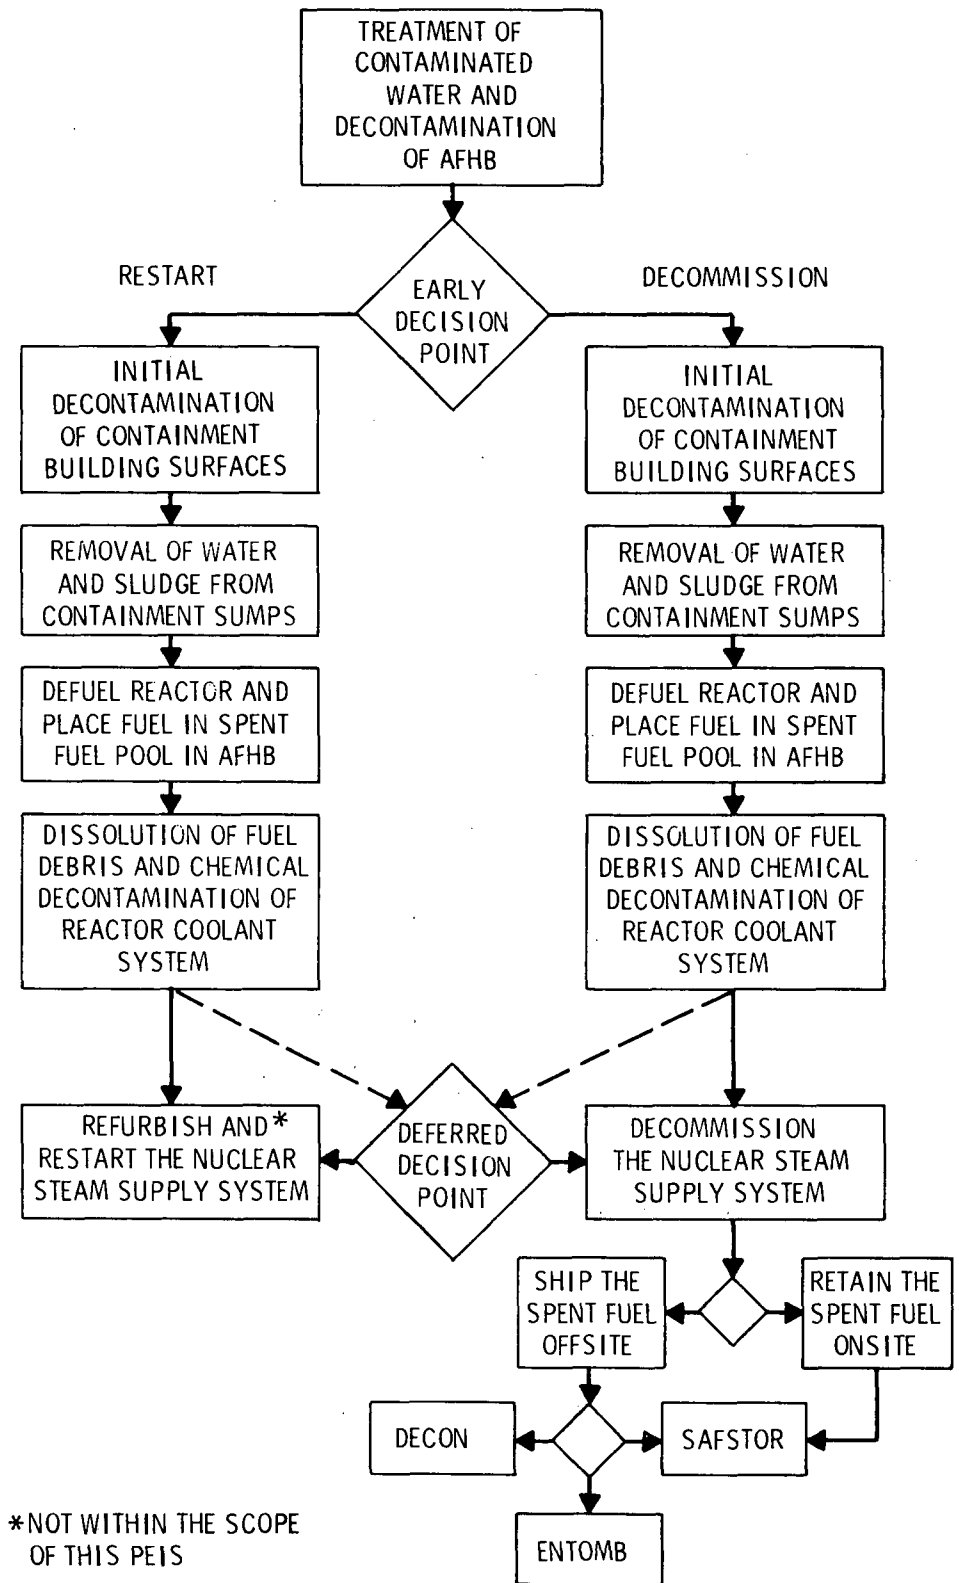 TREATMENT OF
CONTAMINATED
WATER AND
DECONTAMINATION
OF AFHB
RESTART
DECOMMISSION
EARLY
DECISION
POINT
INITIAL
DECONTAMINATION
OF CONTAINMENT
BUILDING SURFACES
REMOVAL OF WATER
AND SLUDGE FROM
CONTAINMENT SUMPS
DEFUEL REACTOR AND
PLACE FUEL IN SPENT
FUEL POOL IN AFHB
DISSOLUTION OF FUEL
DEBRIS AND CHEMICAL
DECONTAMINATION OF
REACTOR COOLANT
SYSTEM
INITIAL
DECONTAMINATION
OF CONTAINMENT
BUILDING SURFACES
REMOVAL OF WATER
AND SLUDGE FROM
CONTAINMENT SUMPS
DEFUEL REACTOR AND
PLACE FUEL IN SPENT
FUEL POOL IN AFHB
DISSOLUTION OF FUEL
DEBRIS AND CHEMICAL
DECONTAMINATION OF
REACTOR COOLANT
SYSTEM
REFURBISH AND*
RESTART THE NUCLEAR
STEAM SUPPLY SYSTEM
DEFERRED
DECISION
POINT
DECOMMISSION
THE NUCLEAR STEAM
SUPPLY SYSTEM
SHIP THE
SPENT FUEL
OFFSITE
RETAIN THE
SPENT FUEL
ONSITE
DECON
SAFSTOR
ENTOMB
*NOT WITHIN THE SCOPE
OF THIS PEIS